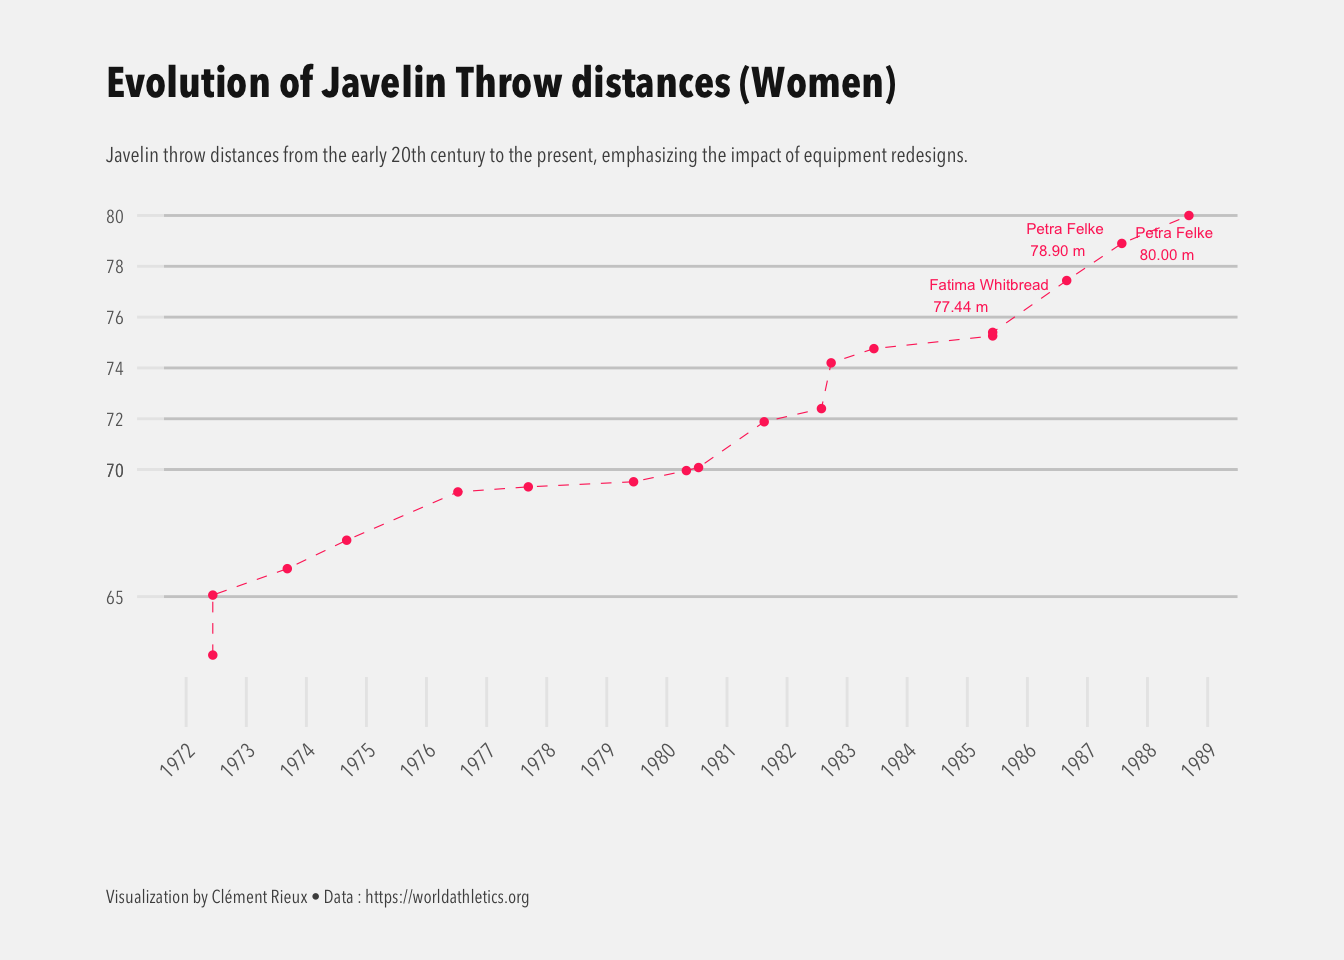 Evolution of Javelin Throw distances (Women)
Javelin throw distances from the early 20th century to the present, emphasizing the impact of equipment redesigns.
80
78
76
74
72
70
65
Petra Felke
78.90 m
Petra Felke
80.00 m
Fatima Whitbread
77.44 m
1972
1973
1974
1975
1976
1977
1978
1979
1980
1981
1982
1983
1984
1985
1986
1987
1988
1989
Visualization by Clément Rieux • Data : https://worldathletics.org